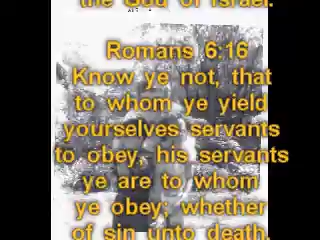 the God of Israel.
Romans 6:16
Know ye not, that
to whom ye yield
yourselves servants
to obey, his servants
ye are to whom
ye obey; whether
of sin unto death,